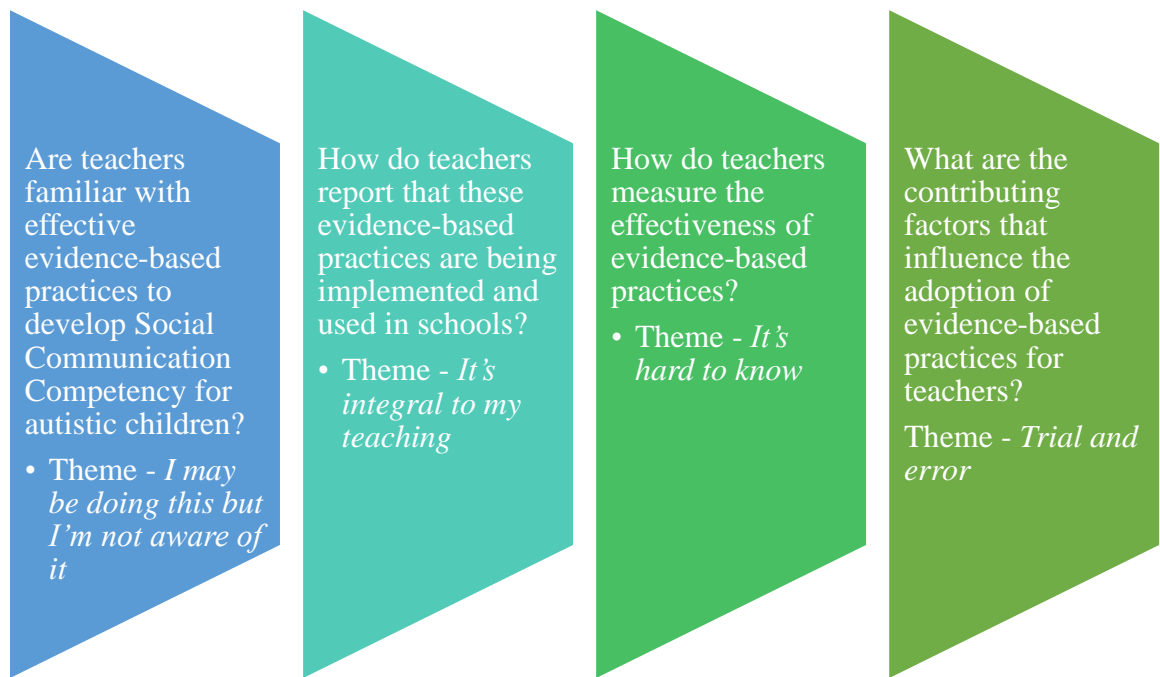 Are teachers
familiar with
effective
evidence-based
practices to
develop Social
Communication
Competency for
autistic children?
• Theme - I may
be doing this but
I’m not aware of
it
How do teachers
report that these
evidence-based
practices are being
implemented and
used in schools?
• Theme - It’s
integral to my
teaching
How do teachers
measure the
effectiveness of
evidence-based
practices?
• Theme - It’s
hard to know
What are the
contributing
factors that
influence the
adoption of
evidence-based
practices for
teachers?
Theme - Trial and
error